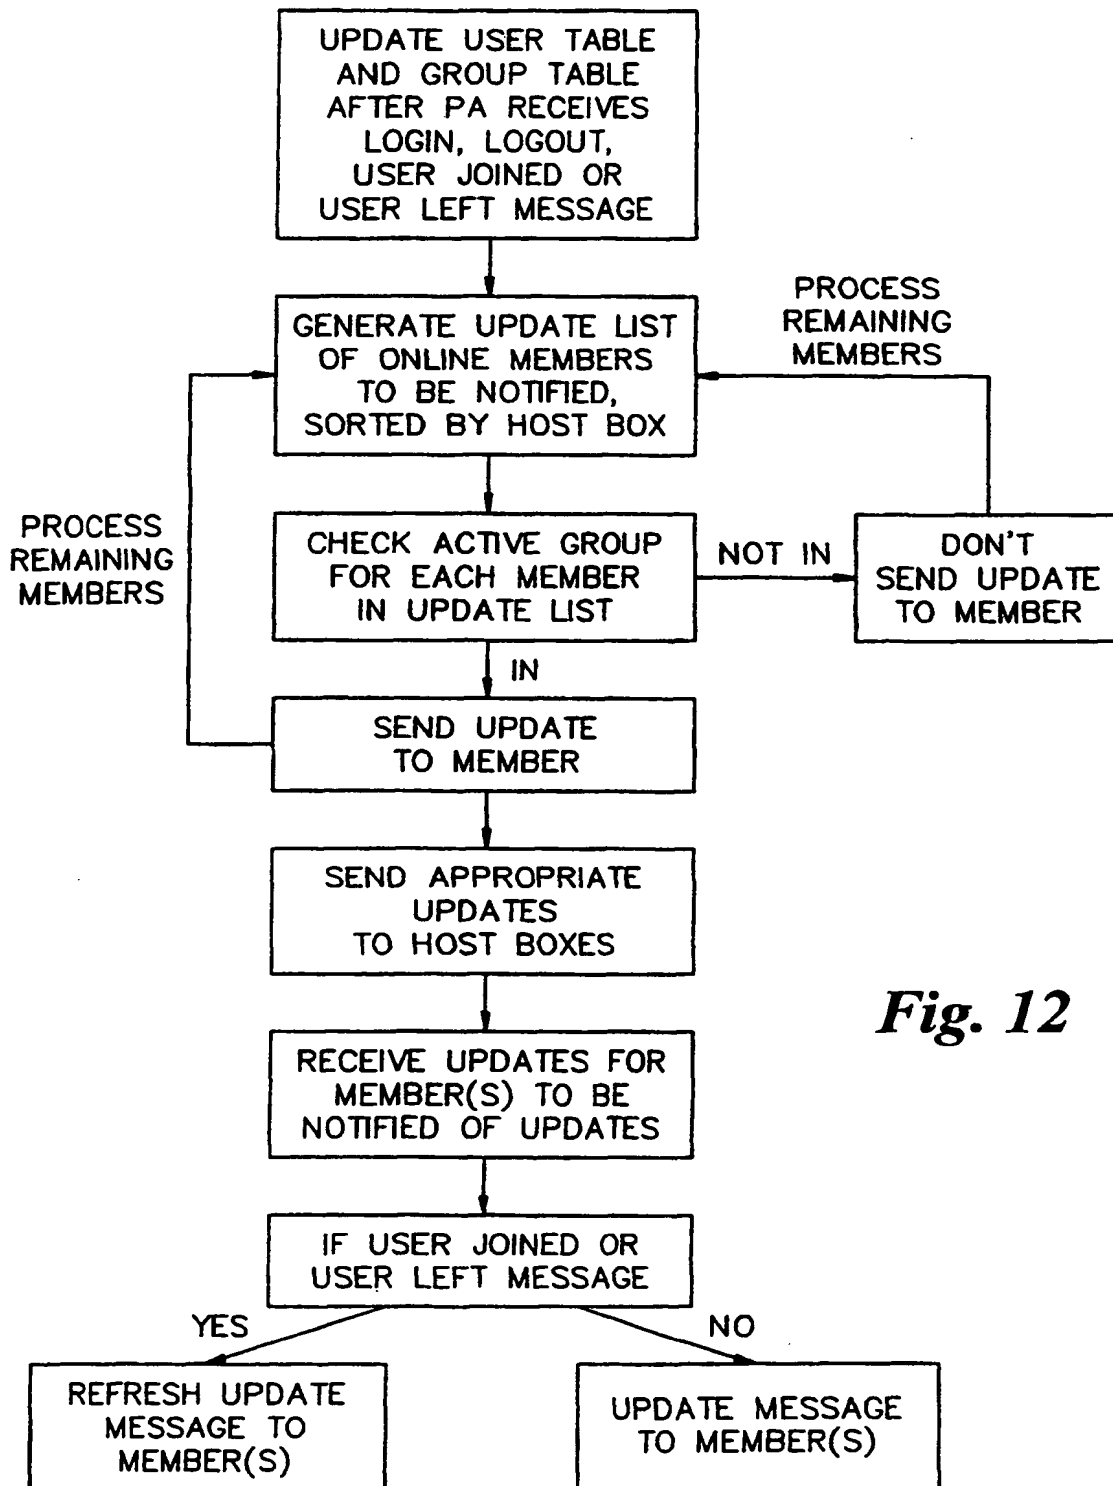 UPDATE USER TABLE
AND GROUP TABLE
AFTER PA RECEIVES
LOGIN, LOGOUT,
USER JOINED OR
USER LEFT MESSAGE
GENERATE UPDATE LIST
OF ONLINE MEMBERS
TO BE NOTIFIED,
SORTED BY HOST BOX
PROCESS
REMAINING
MEMBERS
PROCESS
REMAINING
MEMBERS
CHECK ACTIVE GROUP
FOR EACH MEMBER
IN UPDATE LIST
NOT IN
DON'T
SEND UPDATE
TO MEMBER
IN
SEND UPDATE
TO MEMBER
SEND APPROPRIATE
UPDATES
TO HOST BOXES
Fig. 12
RECEIVE UPDATES FOR
MEMBER(S) TO BE
NOTIFIED OF UPDATES
IF USER JOINED OR
USER LEFT MESSAGE
YES
NO
REFRESH UPDATE
MESSAGE TO
MEMBER(S)
UPDATE MESSAGE
TO MEMBER(S)